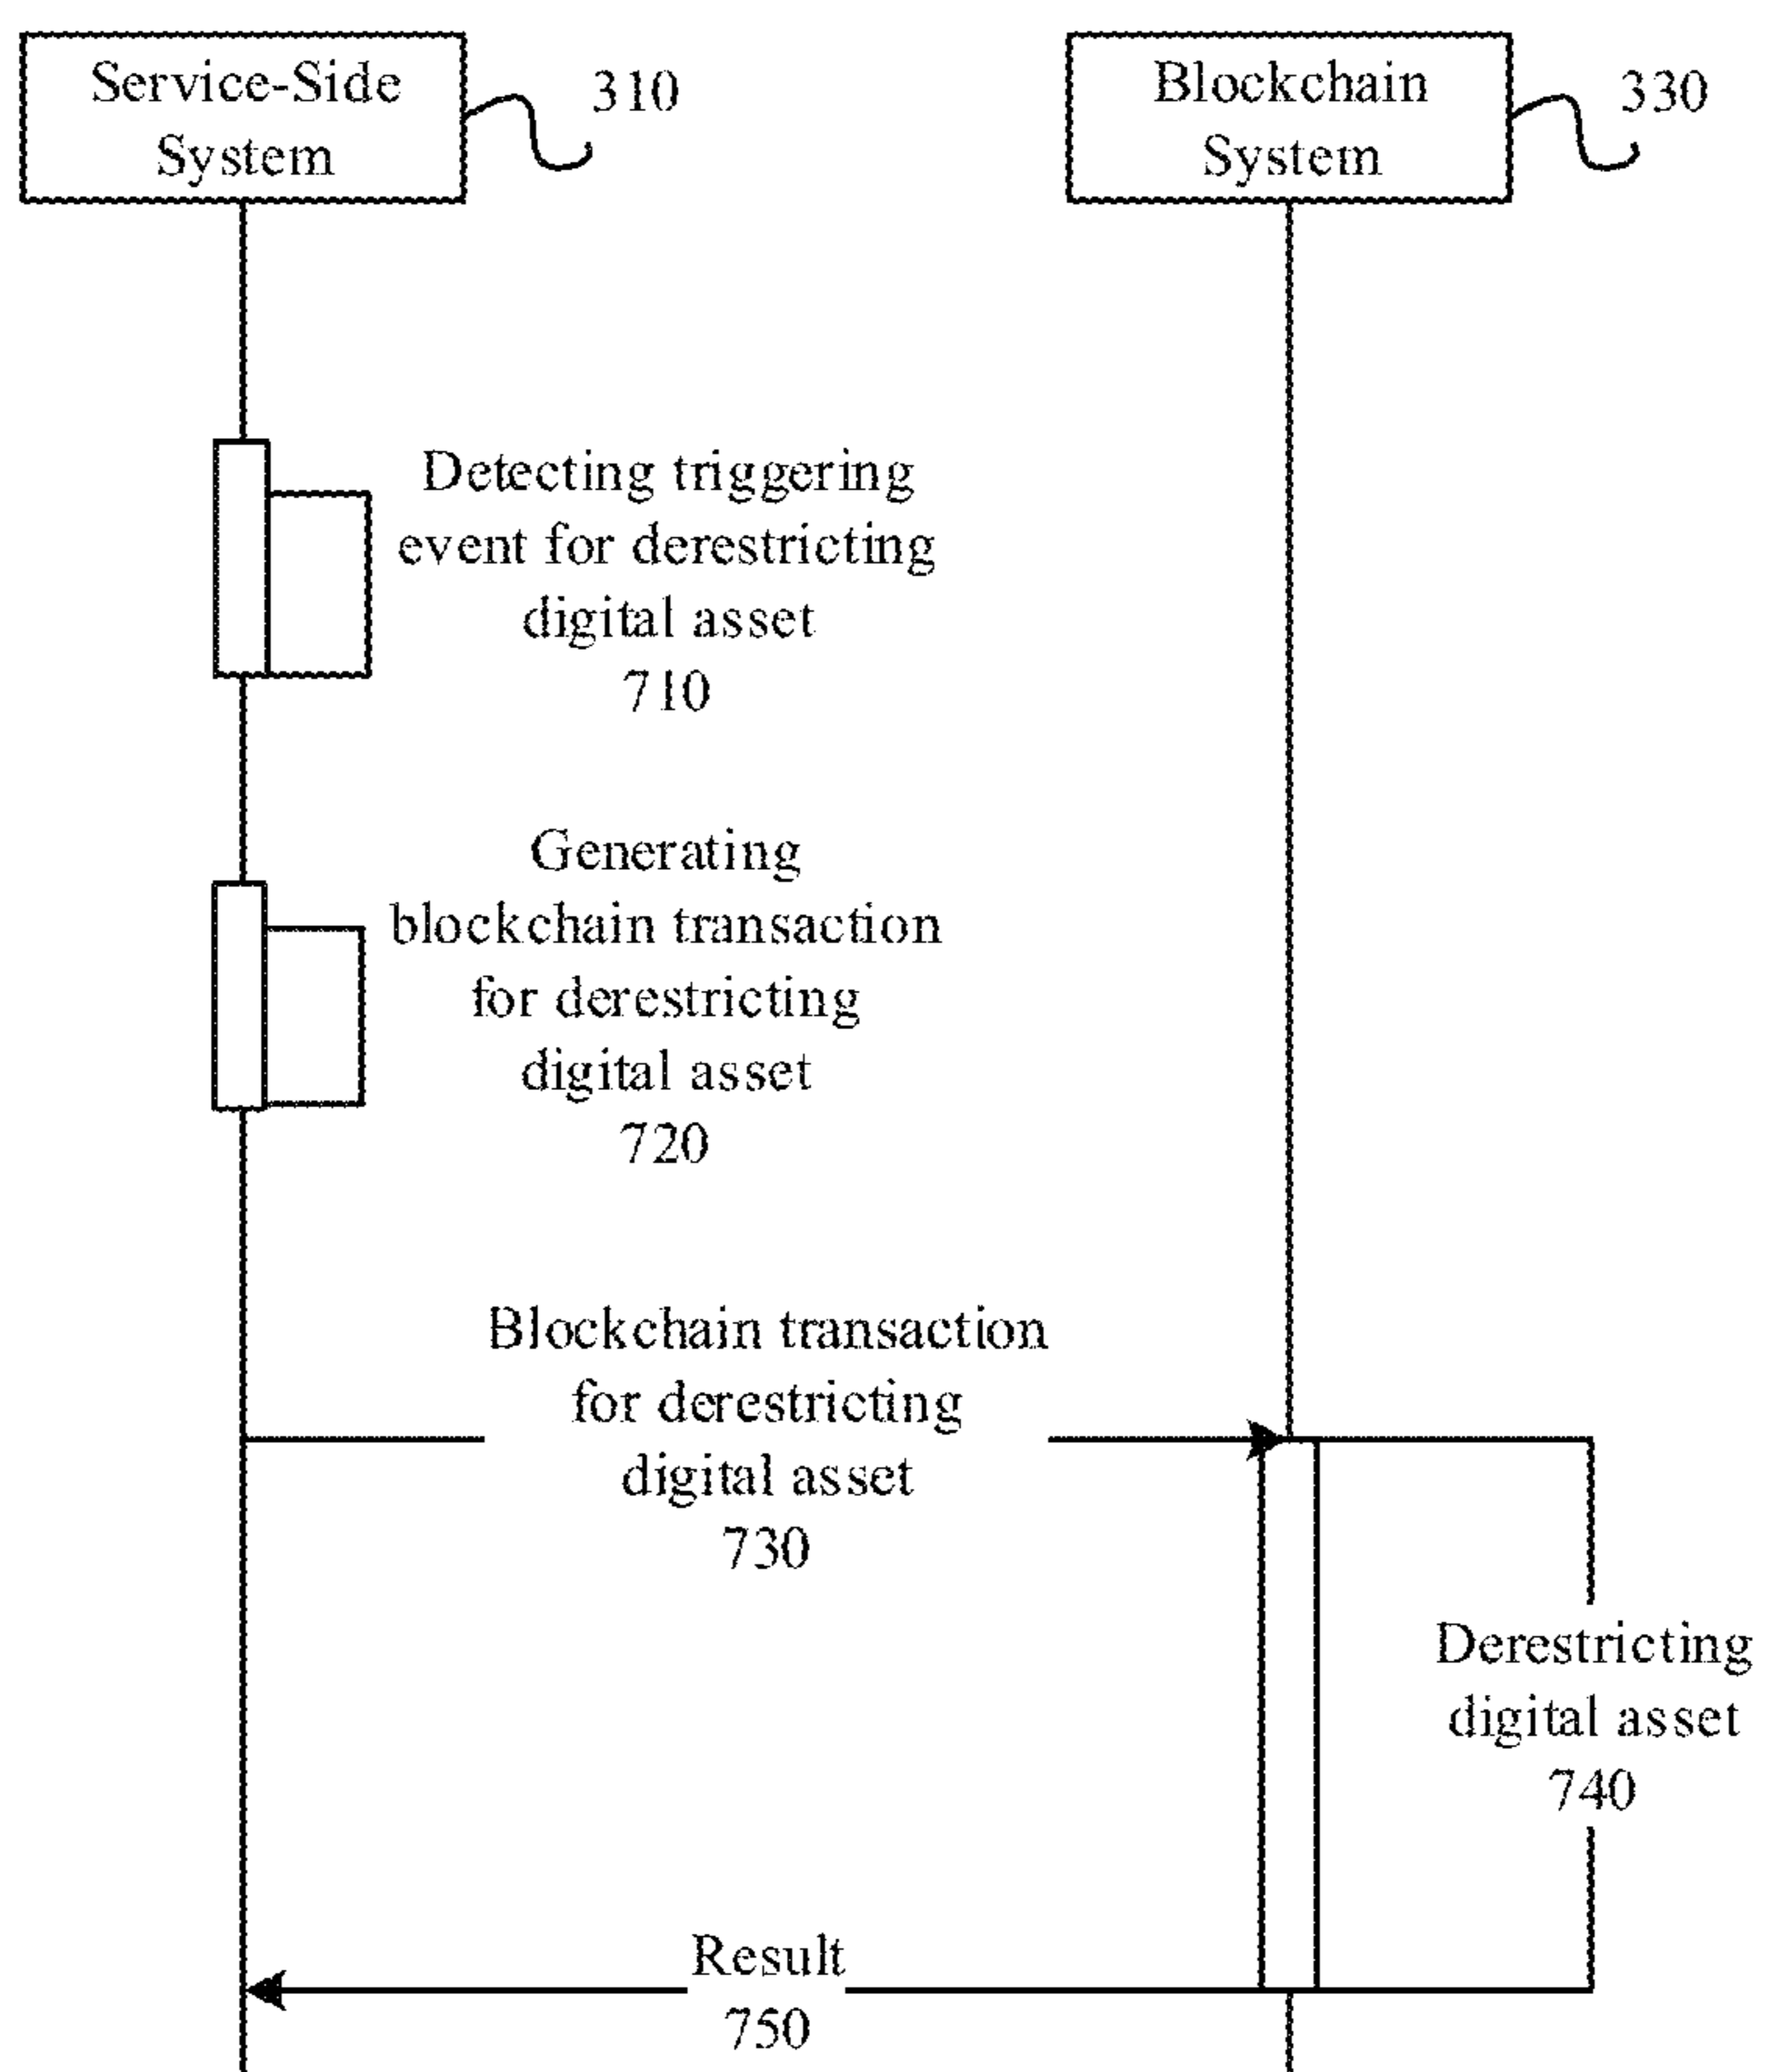 Service-Side
System
310
Blockchain
System
330
Detecting triggering
event for derestricting
digital asset
710
Generating
blockchain transaction
for derestricting
digital asset
720
Blockchain transaction
for derestricting
digital asset
730
Derestricting
digital asset
740
Result
750